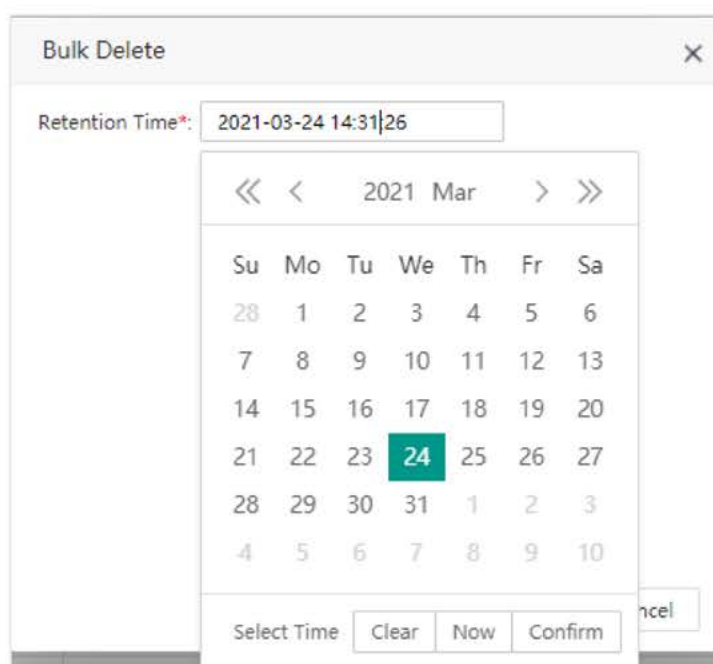 Bulk Delete
Retention Time*: 2021-03-24 14:31:26
2021 Mar
Su Mo Tu We Th Fr Sa
28 1 2 3 4 5 6
7 8 9 10 11 12 13
14 15 16 17 18 19 20
21 22 23 24 25 26 27
28 29 30 31 1 2 3
4 5 6 7 8 9 10
ncel
Select Time Clear Now Confirm